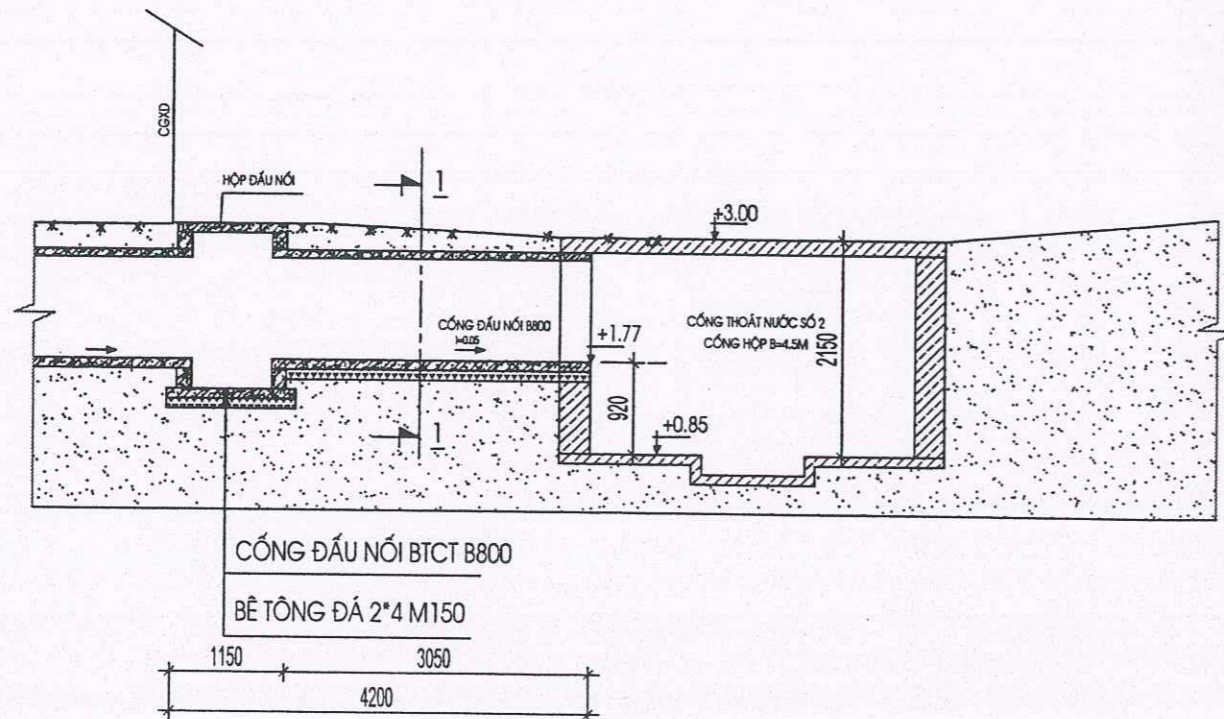 CGXD
HỘP ĐẤU NỐI
1
+3.00
CỐNG ĐẤU NỐI B800
i=0.05
+1.77
CỐNG THOÁT NƯỚC SỐ 2
CỐNG HỘP B=4.5M
2150
920
+0.85
1
CỐNG ĐẤU NỐI BTCT B800
BÊ TÔNG ĐÁ 2*4 M150
1150
3050
4200